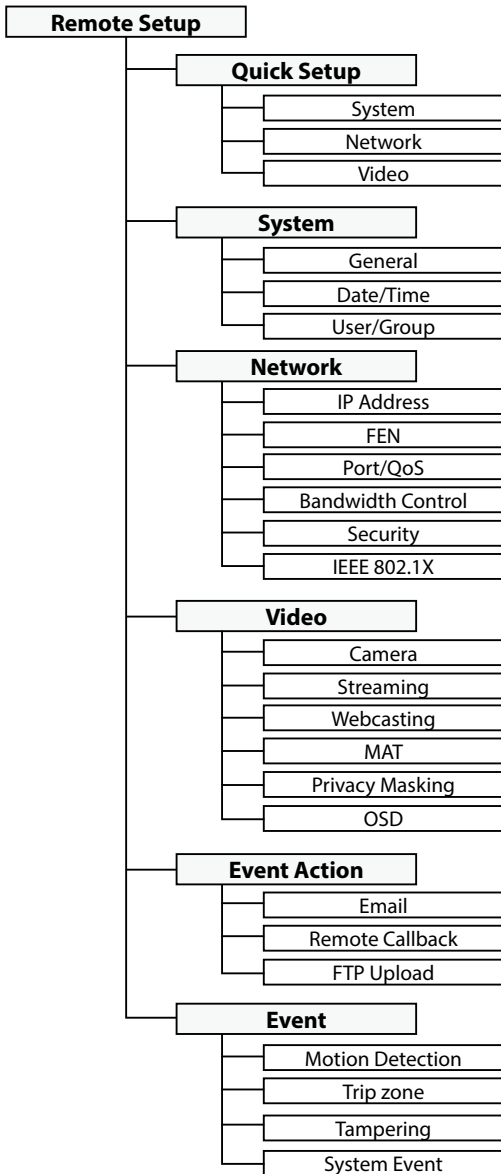 Remote Setup
Quick Setup
System
Network
Video
System
General
Date/Time
User/Group
Network
IP Address
FEN
Port/QoS
Bandwidth Control
Security
IEEE 802.1X
Video
Camera
Streaming
Webcasting
MAT
Privacy Masking
OSD
Event Action
Email
Remote Callback
FTP Upload
Event
Motion Detection
Trip zone
Tampering
System Event